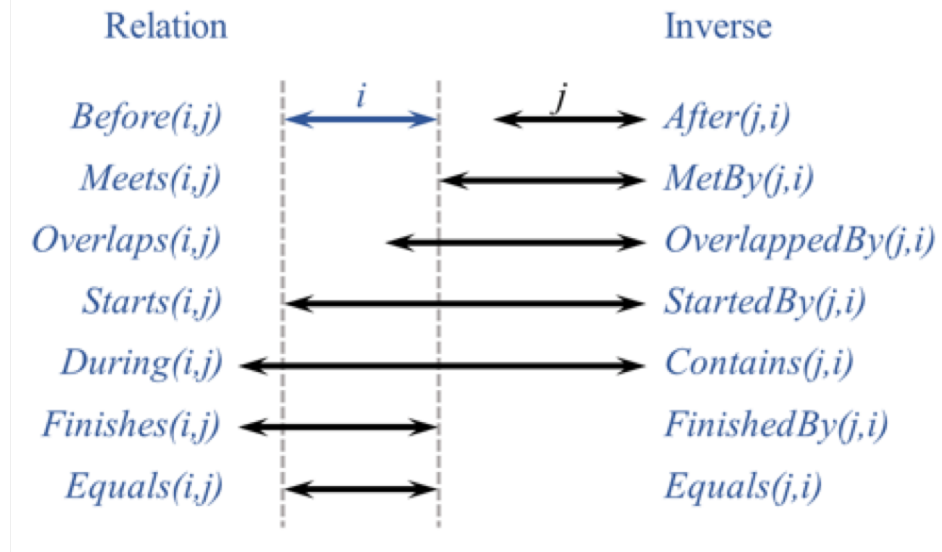 Relation Inverse
Before(i,j) i j After(j,i)
Meets(i,j) MetBy(j,i)
Overlaps(i,j) OverlappedBy(j,i)
Starts(i,j) StartedBy(j,i)
During(i,j) Contains(j,i)
Finishes(i,j) FinishedBy(j,i)
Equals(i,j) Equals(j,i)